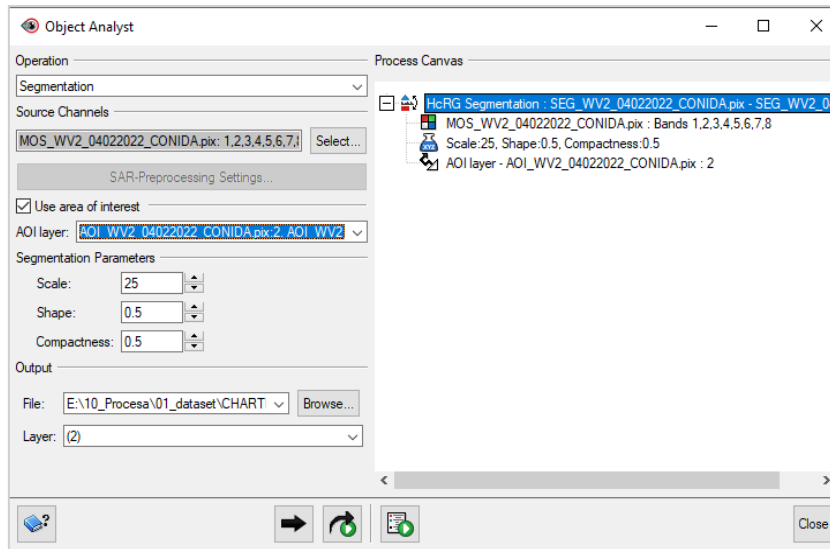 Object Analyst
Operation
Segmentation
Source Channels
MOS_WV2_04022022_CONIDA.pix: 1,2,3,4,5,6,7,8
Select...
SAR-Preprocessing Settings...
Use area of interest
AOI layer: AOI_WV2_04022022_CONIDA.pix:2, AOI_WV2
Segmentation Parameters
Scale: 25
Shape: 0.5
Compactness: 0.5
Output
File: E:\10_Procesa\01_dataset\CHART
Browse...
Layer: (2)
Process Canvas
HcRG Segmentation : SEG_WV2_04022022_CONIDA.pix - SEG_WV2_0
MOS_WV2_04022022_CONIDA.pix : Bands 1,2,3,4,5,6,7,8
XYZ
Scale:25, Shape:0.5, Compactness:0.5
AOI layer - AOI_WV2_04022022_CONIDA.pix : 2
?
Close